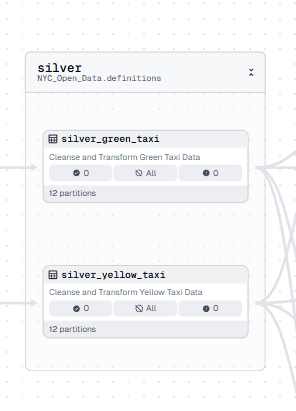 silver
NYC_Open_Data.definitions
silver_green_taxi
Cleanse and Transform Green Taxi Data
0 All 0
12 partitions
silver_yellow_taxi
Cleanse and Transform Yellow Taxi Data
0 All 0
12 partitions